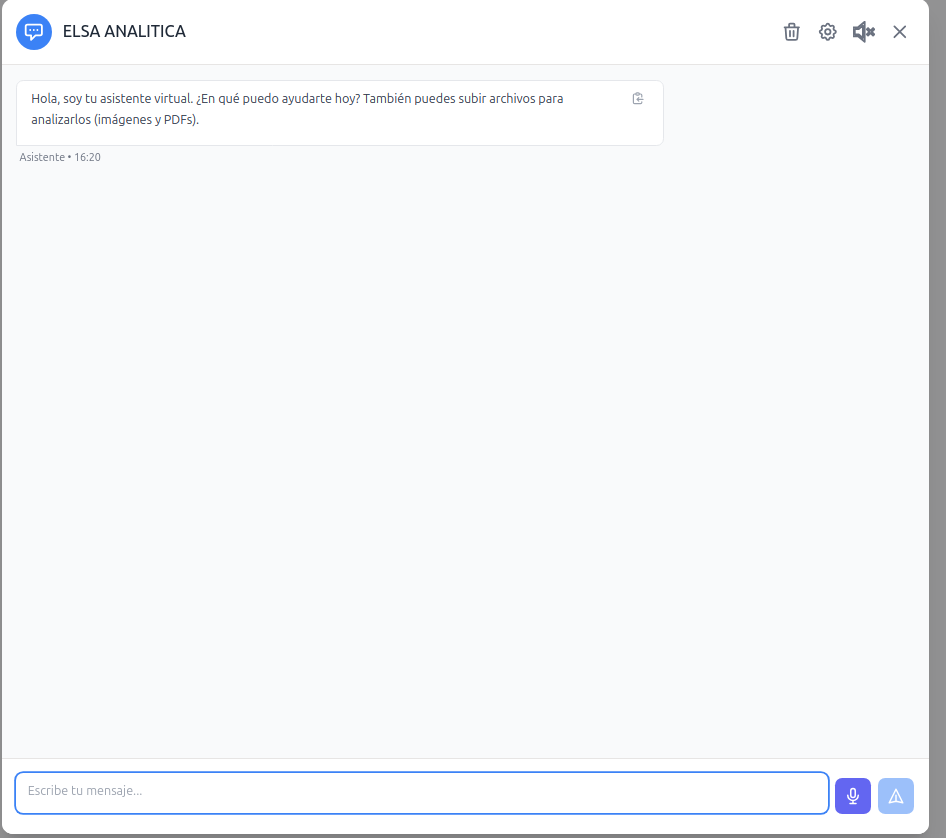 ELSA ANALITICA
Hola, soy tu asistente virtual. ¿En qué puedo ayudarte hoy? También puedes subir archivos para
analizarlos (imágenes y PDFs).
Asistente • 16:20
Escribe tu mensaje...